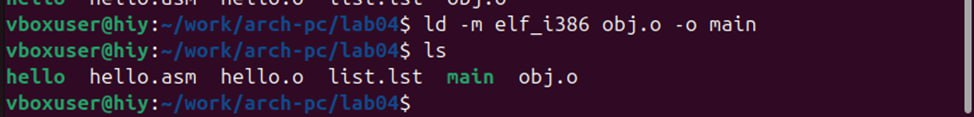 hello  hello.asm  hello.o  list.lst  obj.o
vboxuser@hiy:~/work/arch-pc/lab04$ ld -m elf_i386 obj.o -o main
vboxuser@hiy:~/work/arch-pc/lab04$ ls
hello  hello.asm  hello.o  list.lst  main  obj.o
vboxuser@hiy:~/work/arch-pc/lab04$